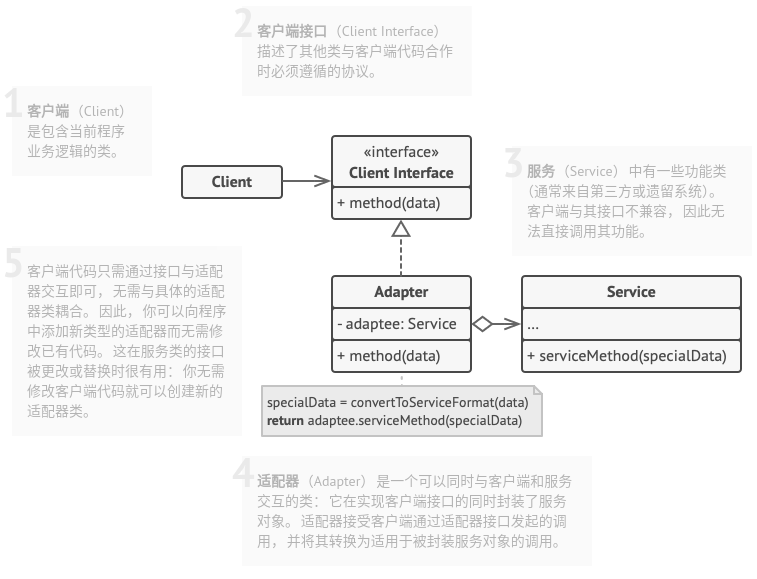 2
客户端接口（Client Interface）
描述了其他类与客户端代码合作
时必须遵循的协议。
1
客户端（Client）
是包含当前程序
业务逻辑的类。
Client
«interface»
Client Interface
+ method(data)
3
服务（Service）中有一些功能类
（通常来自第三方或遗留系统）。
客户端与其接口不兼容，因此无
法直接调用其功能。
5
客户端代码只需通过接口与适配
器交互即可，无需与具体的适配
器类耦合。因此，你可以向程序
中添加新类型的适配器而无需修
改已有代码。这在服务类的接口
被更改或替换时很有用：你无需
修改客户端代码就可以创建新的
适配器类。
Adapter
- adaptee: Service
+ method(data)
Service
...
+ serviceMethod(specialData)
specialData = convertToServiceFormat(data)
return adaptee.serviceMethod(specialData)
4
适配器（Adapter）是一个可以同时与客户端和服务
交互的类：它在实现客户端接口的同时封装了服务
对象。适配器接受客户端通过适配器接口发起的调
用，并将其转换为适用于被封装服务对象的调用。